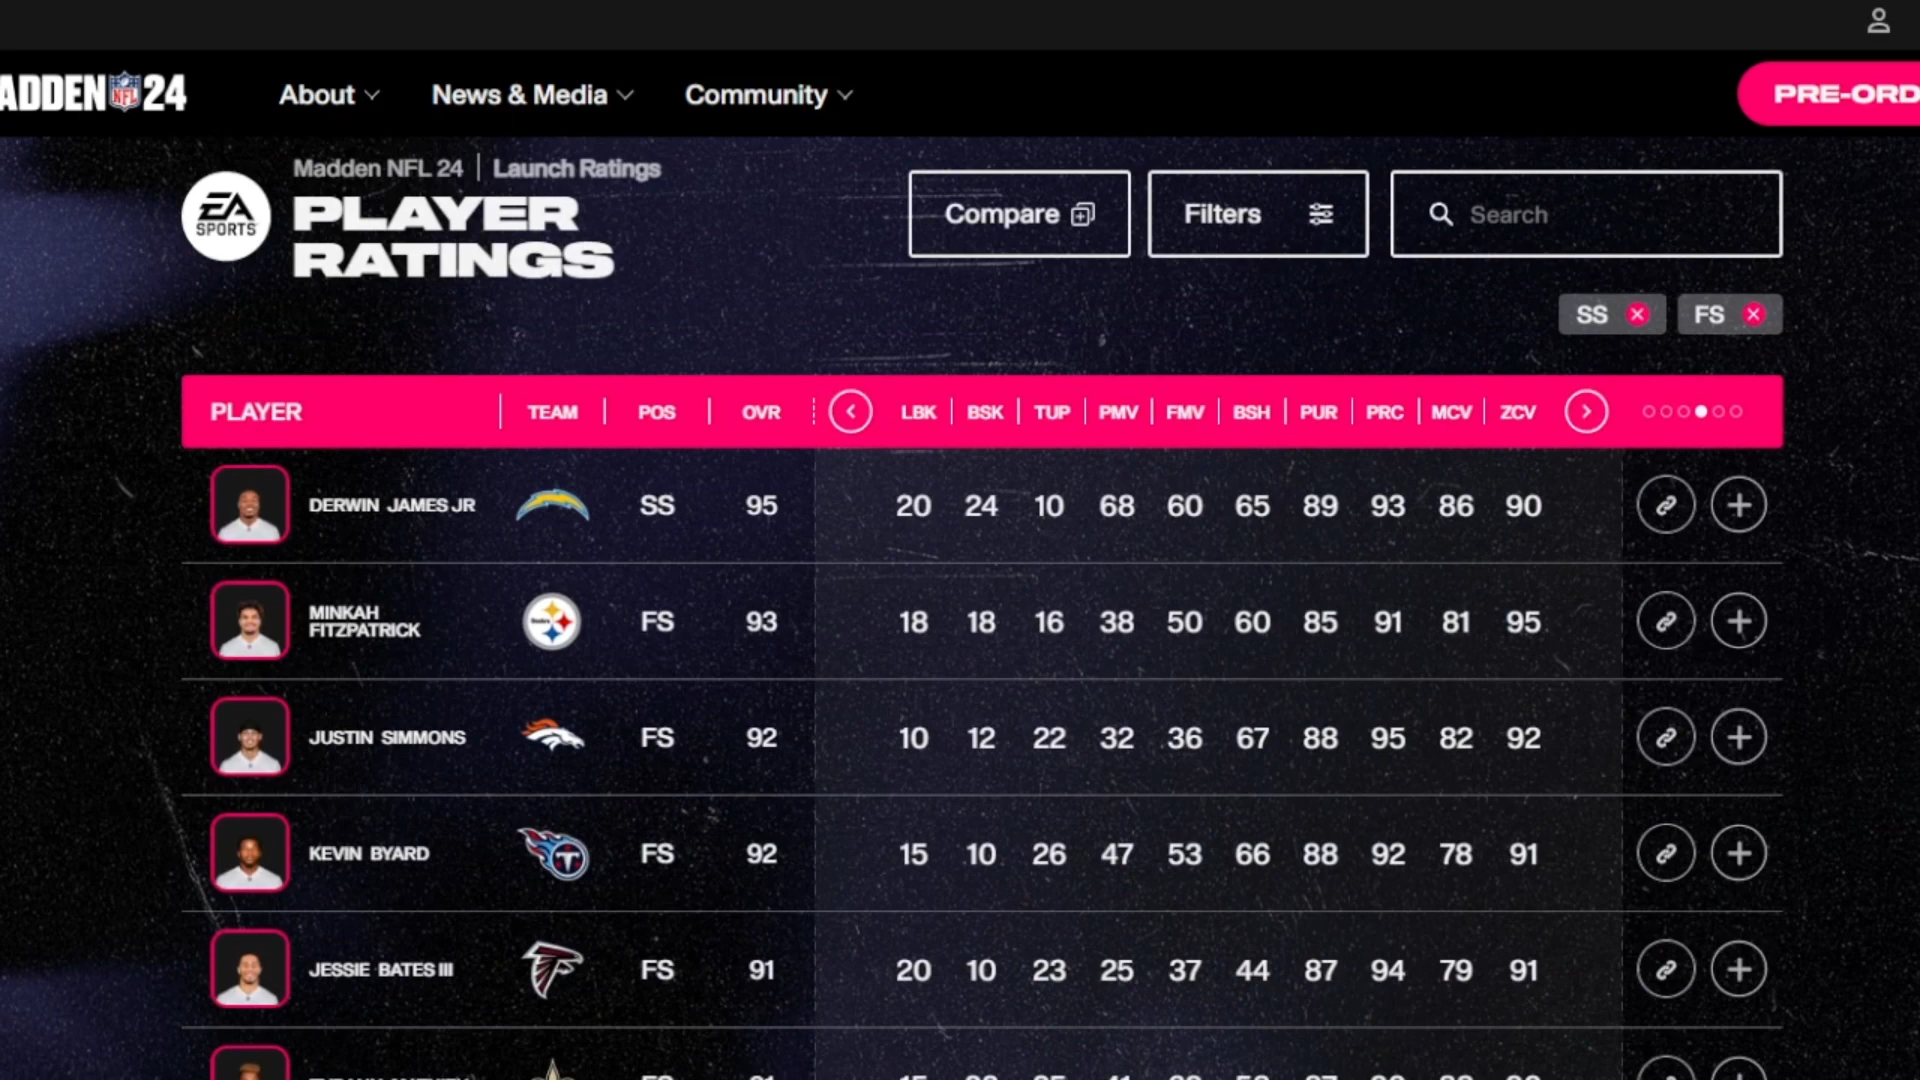 ADDEN NFL 24
About
News & Media
Community
PRE-ORD
Madden NFL 24 | Launch Ratings
EA
SPORTS
PLAYER
RATINGS
Compare
Filters
Search
SS
FS
PLAYER TEAM POS OVR LBK BSK TUP PMV FMV BSH PUR PRC MCV ZCV
DERWIN JAMES JR SS 95 20 24 10 68 60 65 89 93 86 90
MINKAH
FITZPATRICK Steelers FS 93 18 18 16 38 50 60 85 91 81 95
JUSTIN SIMMONS FS 92 10 12 22 32 36 67 88 95 82 92
KEVIN BYARD T FS 92 15 10 26 47 53 66 88 92 78 91
JESSIE BATES III FS 91 20 10 23 25 37 44 87 94 79 91